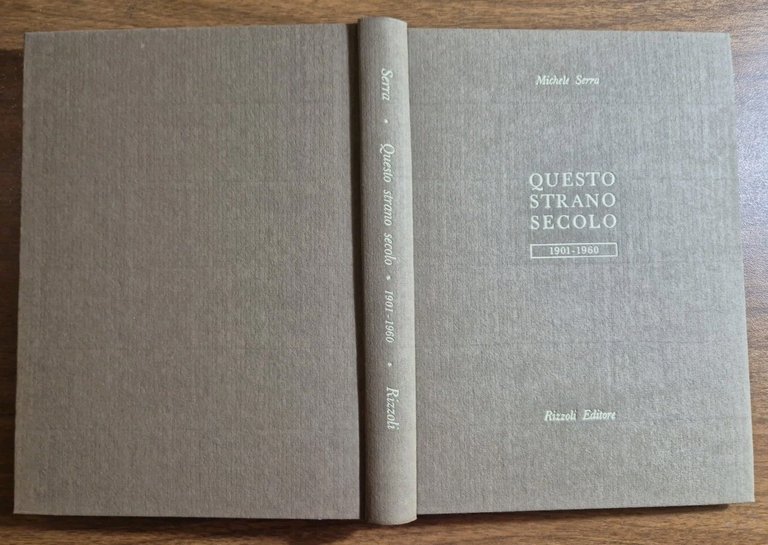 Serra • Questo strano secolo • 1901-1960 • Rizzoli
Michele Serra
QUESTO
STRANO
SECOLO
1901-1960
Rizzoli Editore